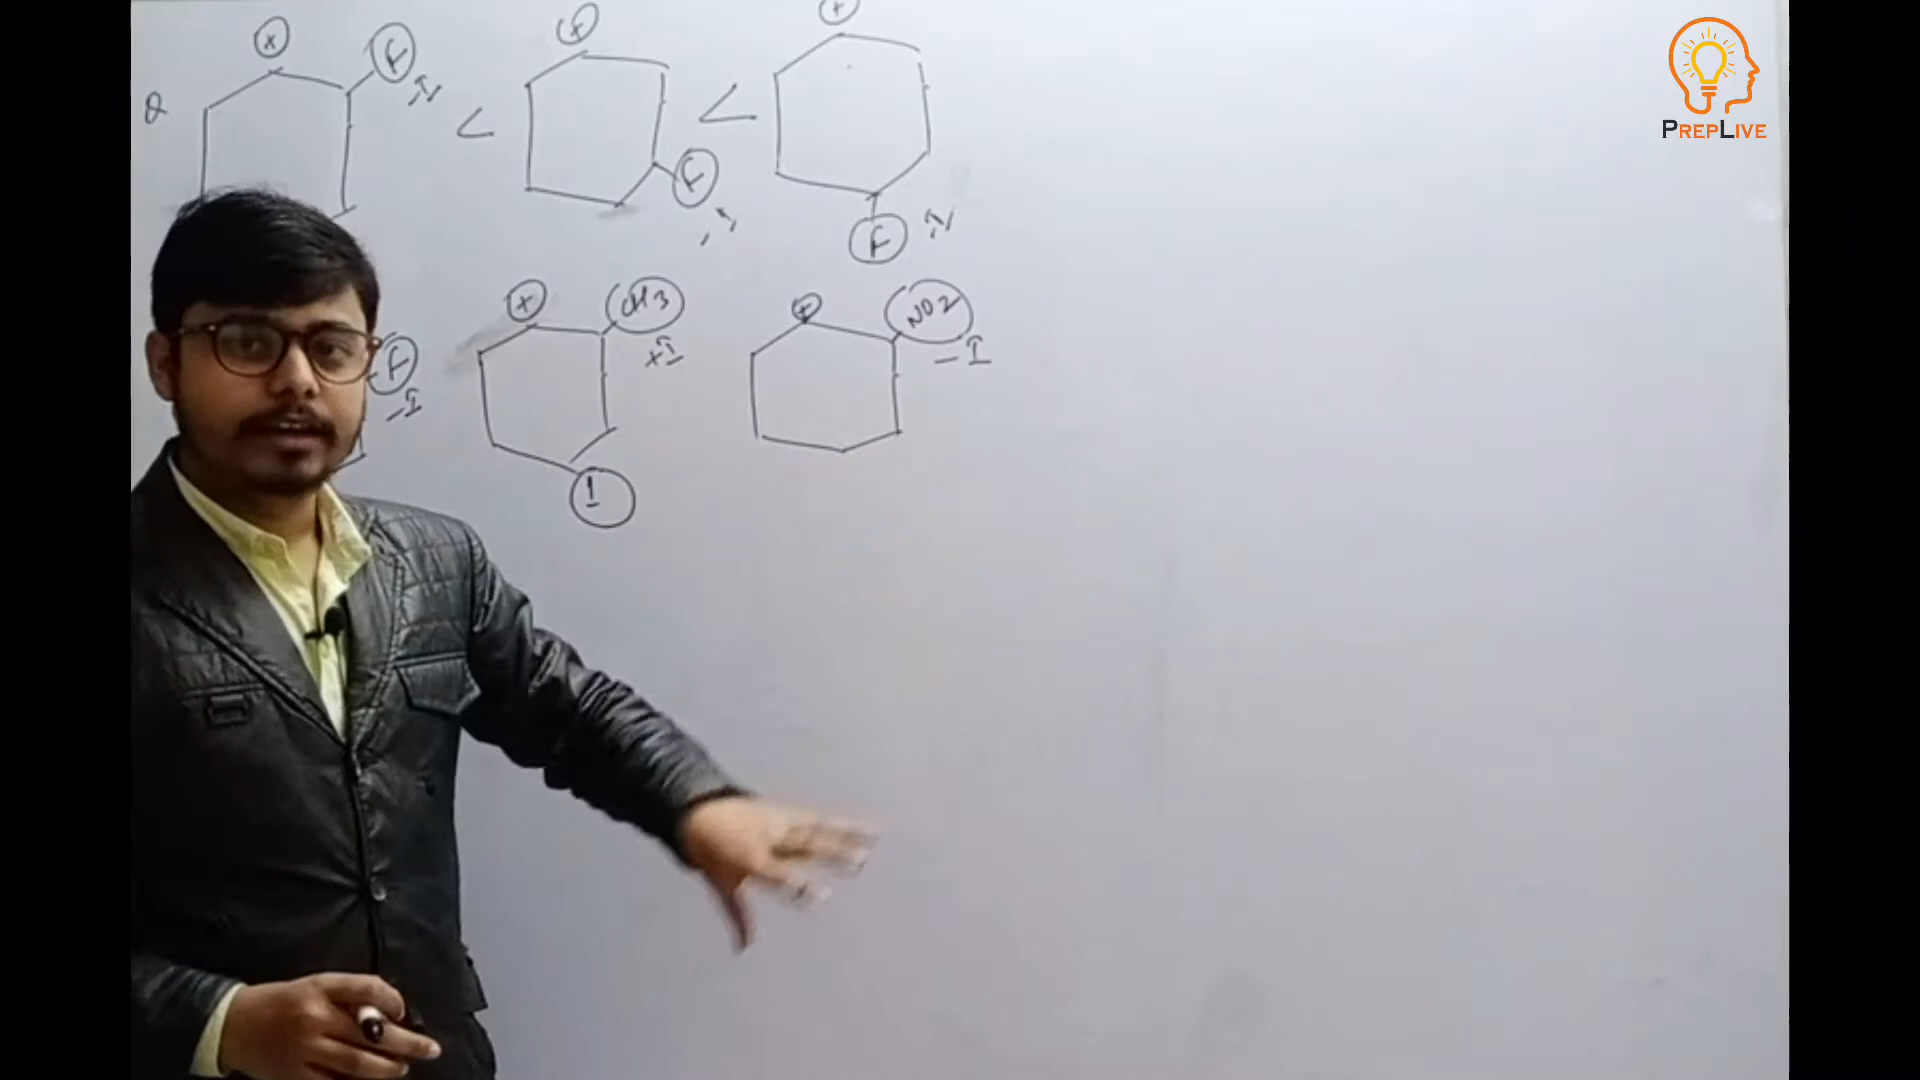 PREPLIVE
Q
+ F -I < + F -I < + F -I
F -I + CH3 +I + NO2 -I
I